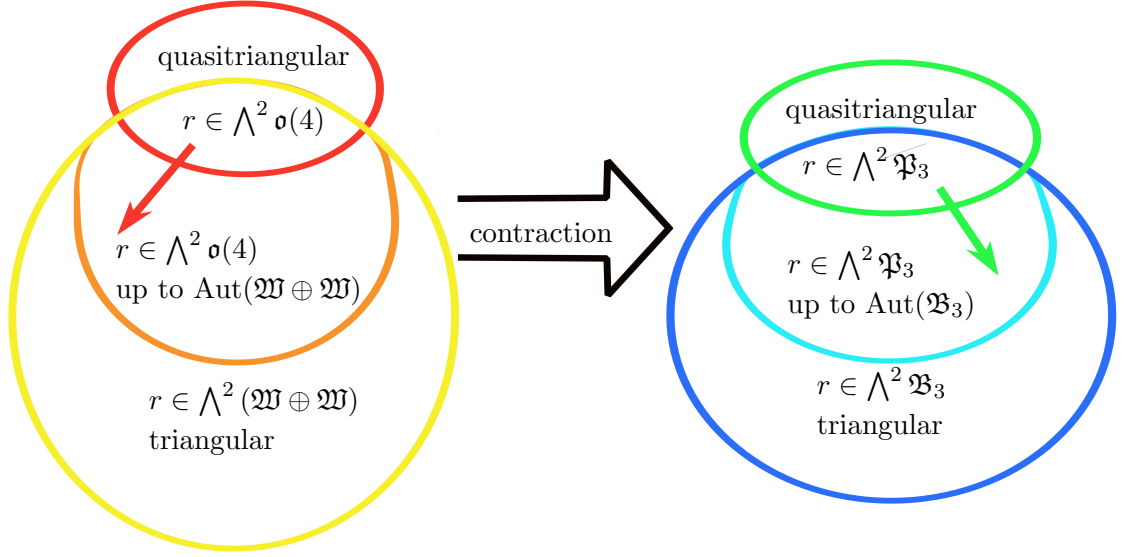 quasitriangular
r ∈ ⋀² 𝔬(4)
r ∈ ⋀² 𝔬(4)
up to Aut(𝔚 ⊕ 𝔚)
r ∈ ⋀² (𝔚 ⊕ 𝔚)
triangular
contraction
quasitriangular
r ∈ ⋀² 𝔓₃
r ∈ ⋀² 𝔓₃
up to Aut(𝔅₃)
r ∈ ⋀² 𝔅₃
triangular